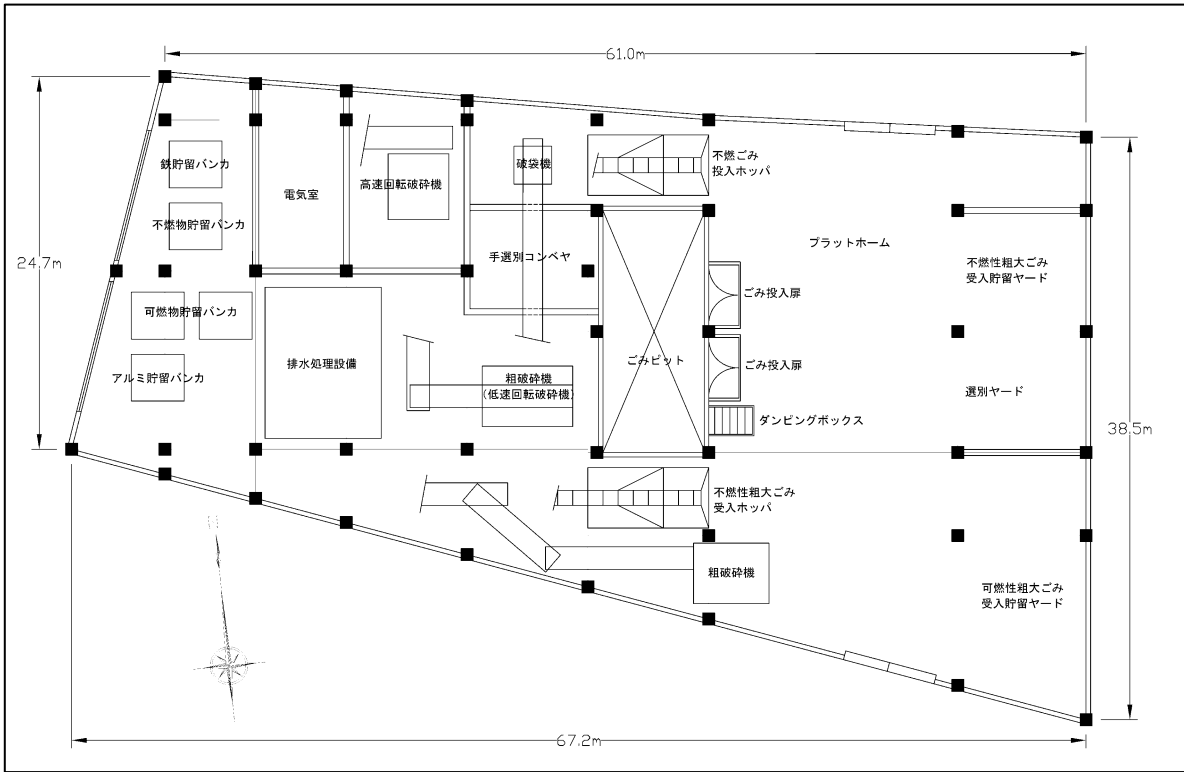 61.0m
24.7m
鉄貯留バンカ
不燃物貯留バンカ
可燃物貯留バンカ
アルミ貯留バンカ
電気室
高速回転破砕機
破袋機
手選別コンベヤ
排水処理設備
粗破砕機
(低速回転破砕機)
ごみピット
不燃ごみ
投入ホッパ
プラットホーム
ごみ投入扉
ごみ投入扉
ダンピングボックス
不燃性粗大ごみ
受入貯留ヤード
選別ヤード
38.5m
不燃性粗大ごみ
受入ホッパ
粗破砕機
可燃性粗大ごみ
受入貯留ヤード
67.2m